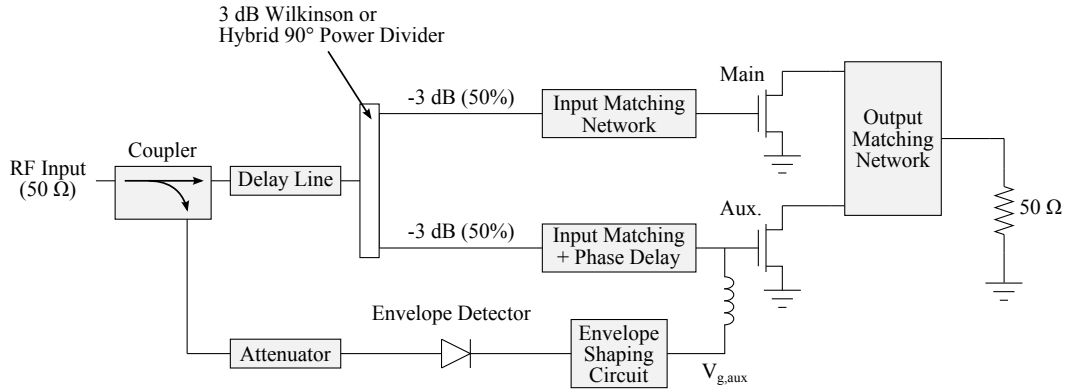 3 dB Wilkinson or
Hybrid 90° Power Divider
Main
-3 dB (50%)
Input Matching
Network
Output
Matching
Network
Coupler
RF Input
(50 Ω)
Delay Line
50 Ω
Aux.
-3 dB (50%)
Input Matching
+ Phase Delay
Envelope Detector
Attenuator
Envelope
Shaping
Circuit
V_g,aux